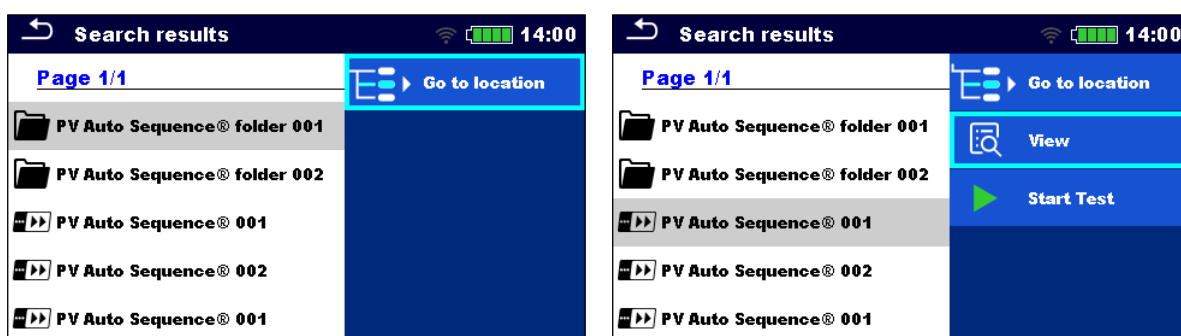 Search results
14:00
Page 1/1
Go to location
PV Auto Sequence® folder 001
PV Auto Sequence® folder 002
PV Auto Sequence® 001
PV Auto Sequence® 002
PV Auto Sequence® 001
Search results
14:00
Page 1/1
Go to location
PV Auto Sequence® folder 001
View
PV Auto Sequence® folder 002
Start Test
PV Auto Sequence® 001
PV Auto Sequence® 002
PV Auto Sequence® 001